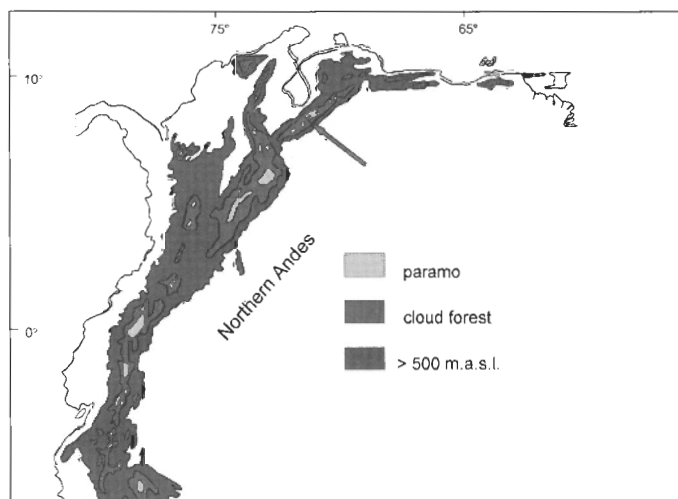 75° 65°
10°
Northern Andes
paramo
0° cloud forest
> 500 m.a.s.l.